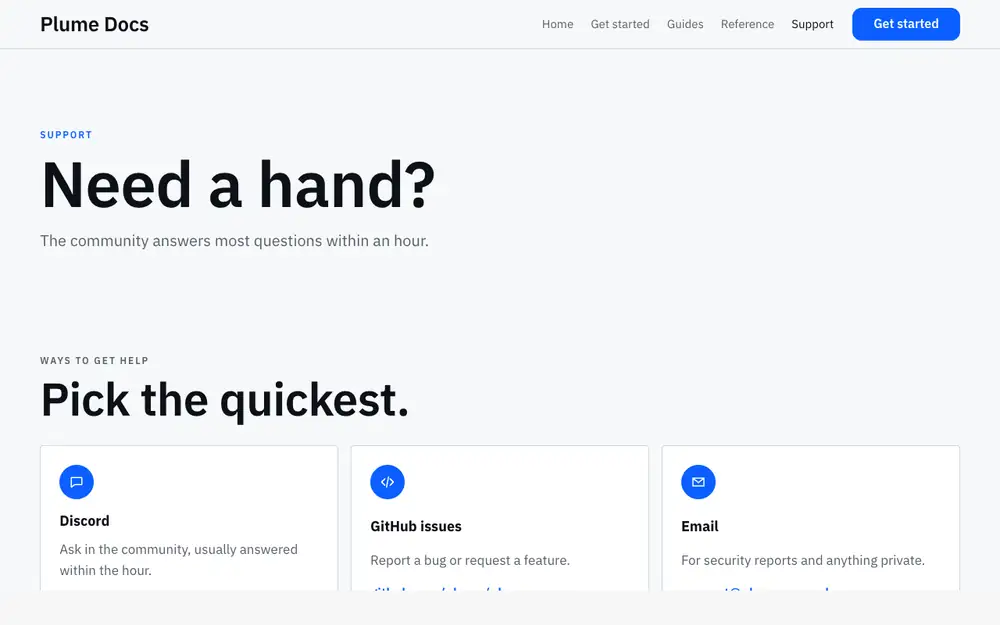 Plume Docs
Home Get started Guides Reference Support Get started
SUPPORT
Need a hand?
The community answers most questions within an hour.
WAYS TO GET HELP
Pick the quickest.
Discord
Ask in the community, usually answered
within the hour.
GitHub issues
Report a bug or request a feature.
Email
For security reports and anything private.